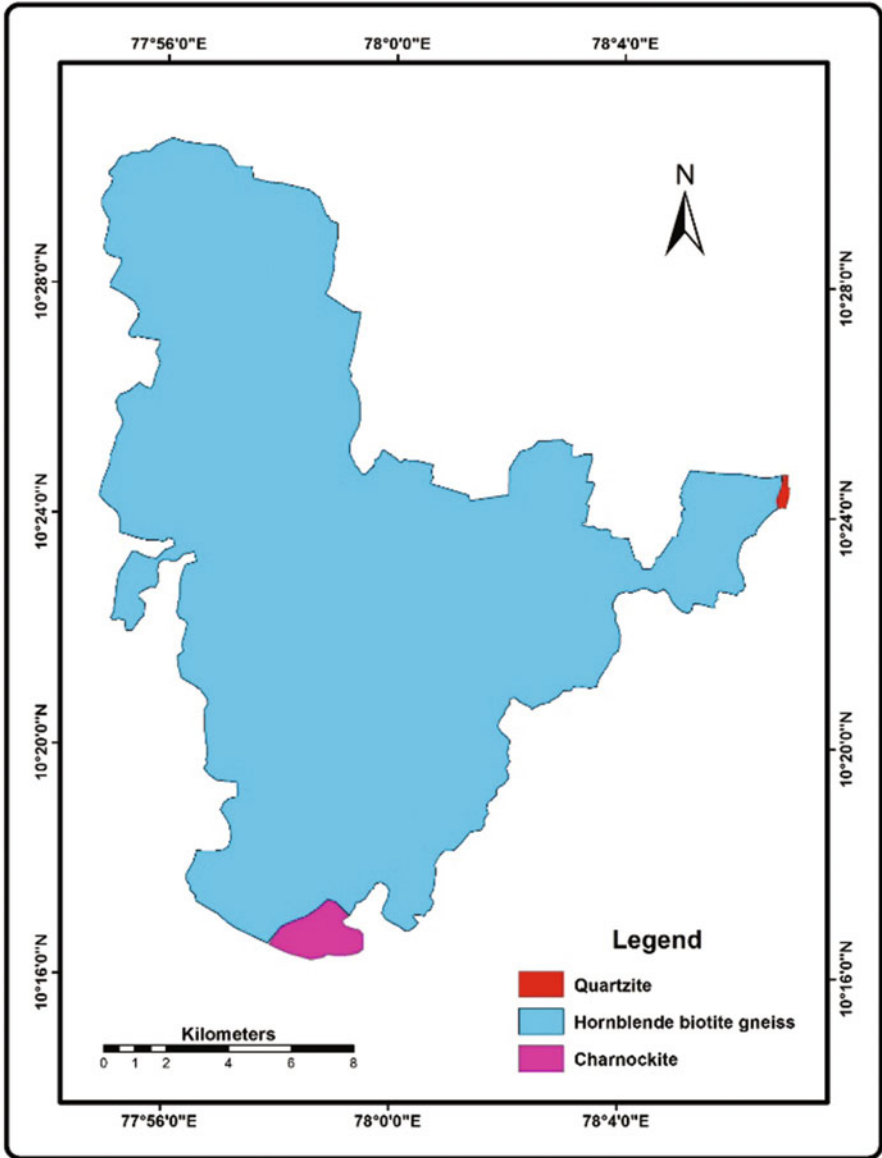 77°56'0"E 78°0'0"E 78°4'0"E
N
10°28'0"N 10°28'0"N
10°24'0"N 10°24'0"N
10°20'0"N 10°20'0"N
10°16'0"N 10°16'0"N
Legend
Quartzite
Hornblende biotite gneiss
Charnockite
Kilometers
0 1 2 4 6 8
77°56'0"E 78°0'0"E 78°4'0"E